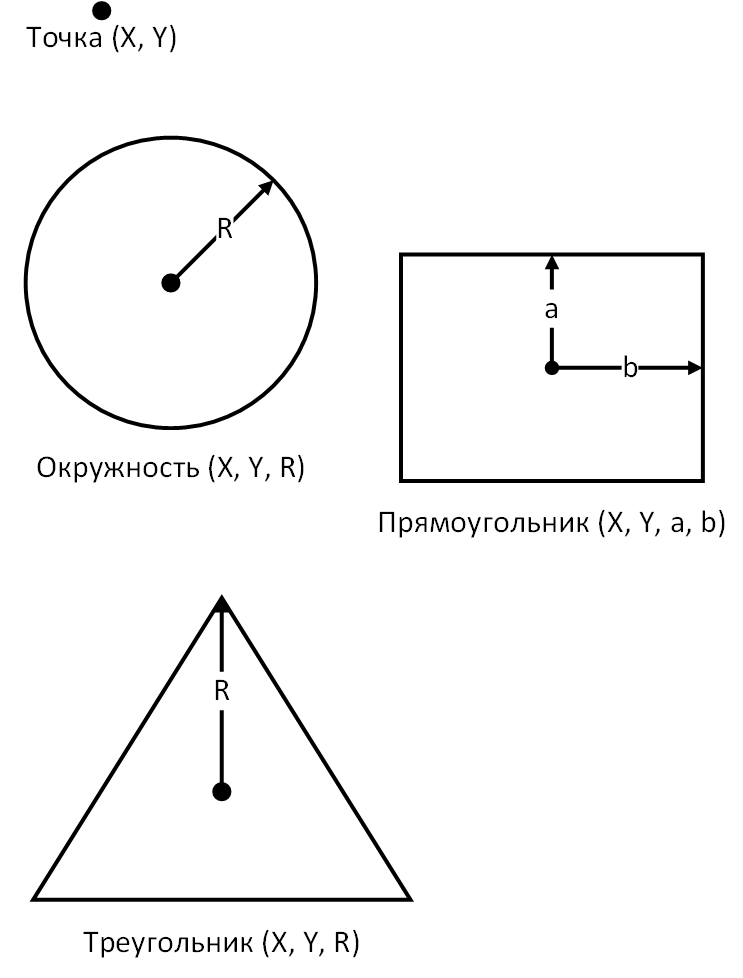 Точка (X, Y)
R
a
b
Окружность (X, Y, R)
Прямоугольник (X, Y, a, b)
R
Треугольник (X, Y, R)